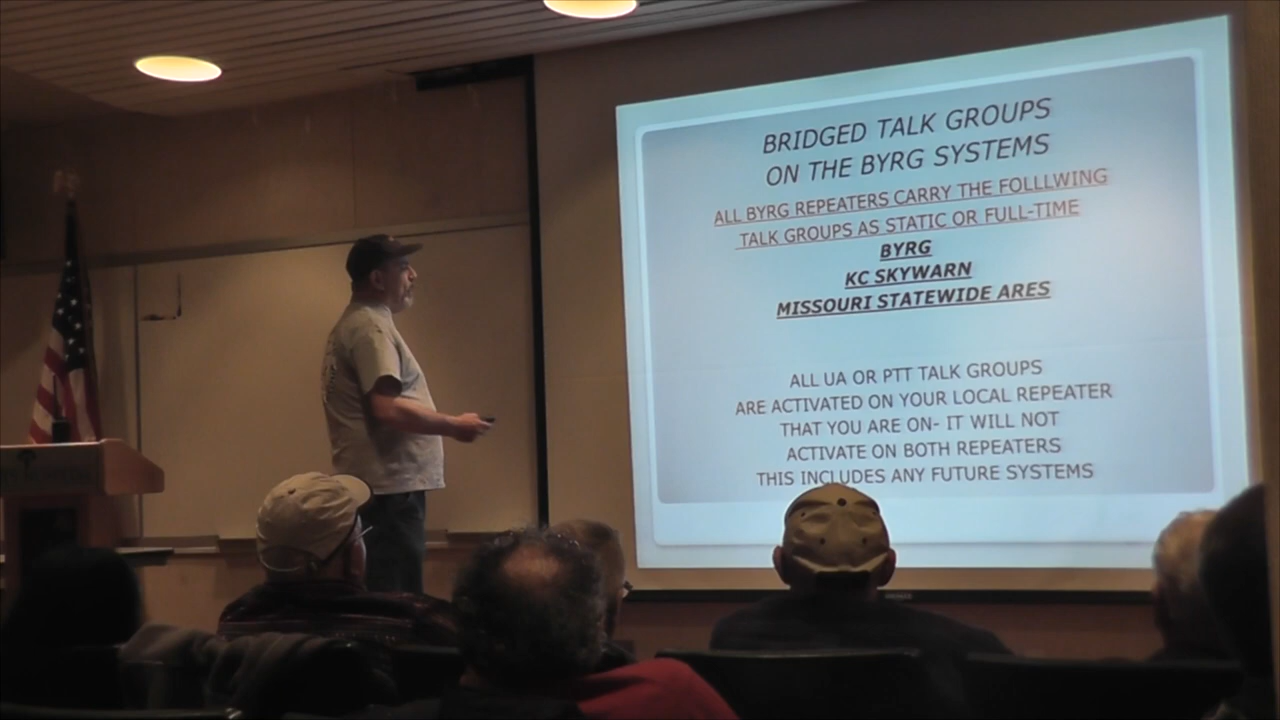 BRIDGED TALK GROUPS
ON THE BYRG SYSTEMS
ALL BYRG REPEATERS CARRY THE FOLLLWING
TALK GROUPS AS STATIC OR FULL-TIME
BYRG
KC SKYWARN
MISSOURI STATEWIDE ARES
ALL UA OR PTT TALK GROUPS
ARE ACTIVATED ON YOUR LOCAL REPEATER
THAT YOU ARE ON- IT WILL NOT
ACTIVATE ON BOTH REPEATERS
THIS INCLUDES ANY FUTURE SYSTEMS